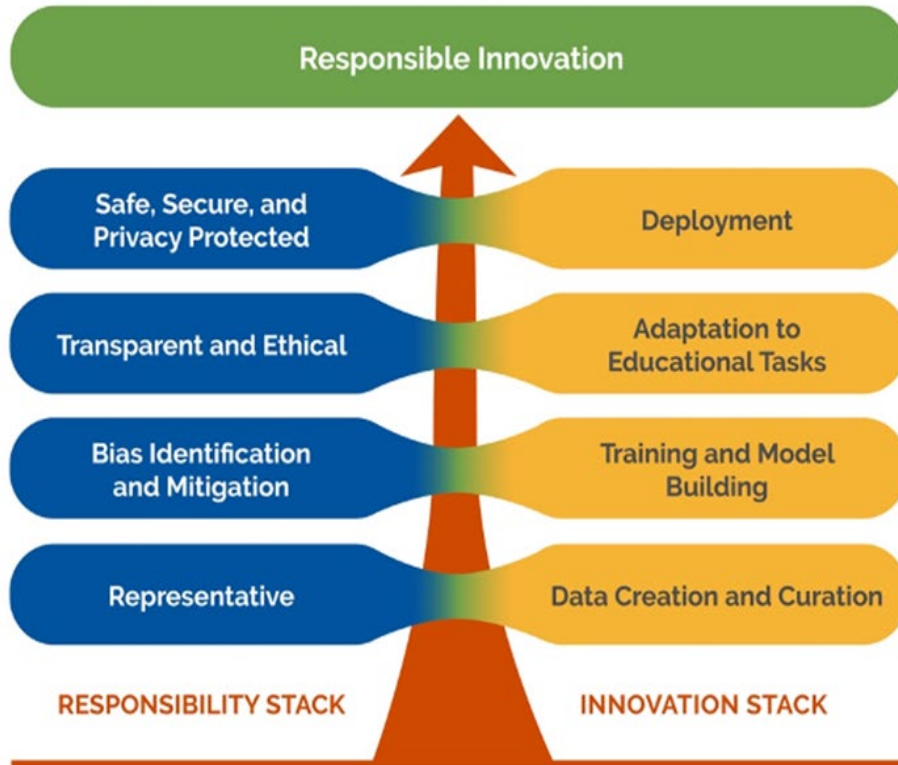 Responsible Innovation
Safe, Secure, and
Privacy Protected
Deployment
Transparent and Ethical
Adaptation to
Educational Tasks
Bias Identification
and Mitigation
Training and Model
Building
Representative
Data Creation and Curation
RESPONSIBILITY STACK
INNOVATION STACK